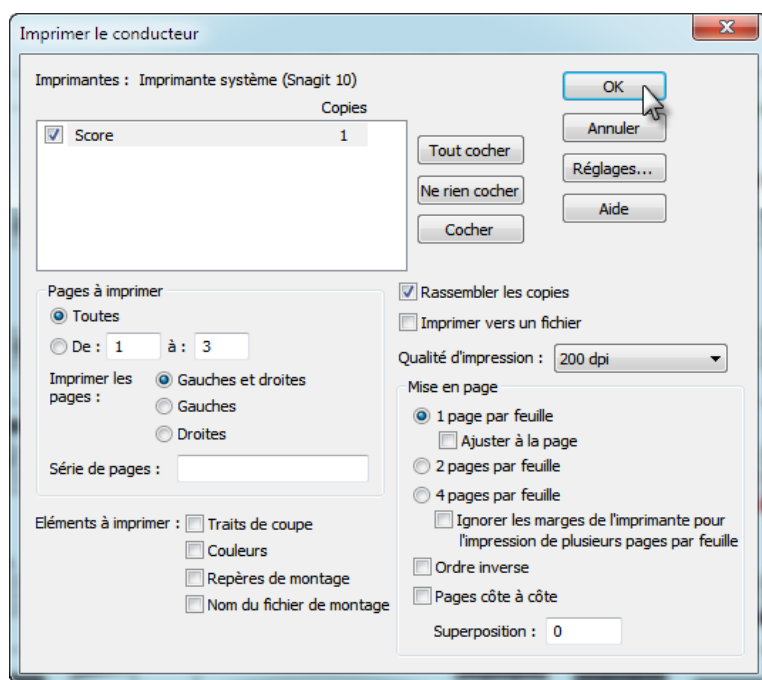 Imprimer le conducteur
Imprimantes : Imprimante système (Snagit 10)
Copies
Score 1
Tout cocher
Ne rien cocher
Cocher
OK
Annuler
Réglages...
Aide
Pages à imprimer
Toutes
De : 1 à : 3
Imprimer les
pages :
Gauches et droites
Gauches
Droites
Série de pages :
Eléments à imprimer :
Traits de coupe
Couleurs
Repères de montage
Nom du fichier de montage
Rassembler les copies
Imprimer vers un fichier
Qualité d'impression : 200 dpi
Mise en page
1 page par feuille
Ajuster à la page
2 pages par feuille
4 pages par feuille
Ignorer les marges de l'imprimante pour
l'impression de plusieurs pages par feuille
Ordre inverse
Pages côte à côte
Superposition : 0